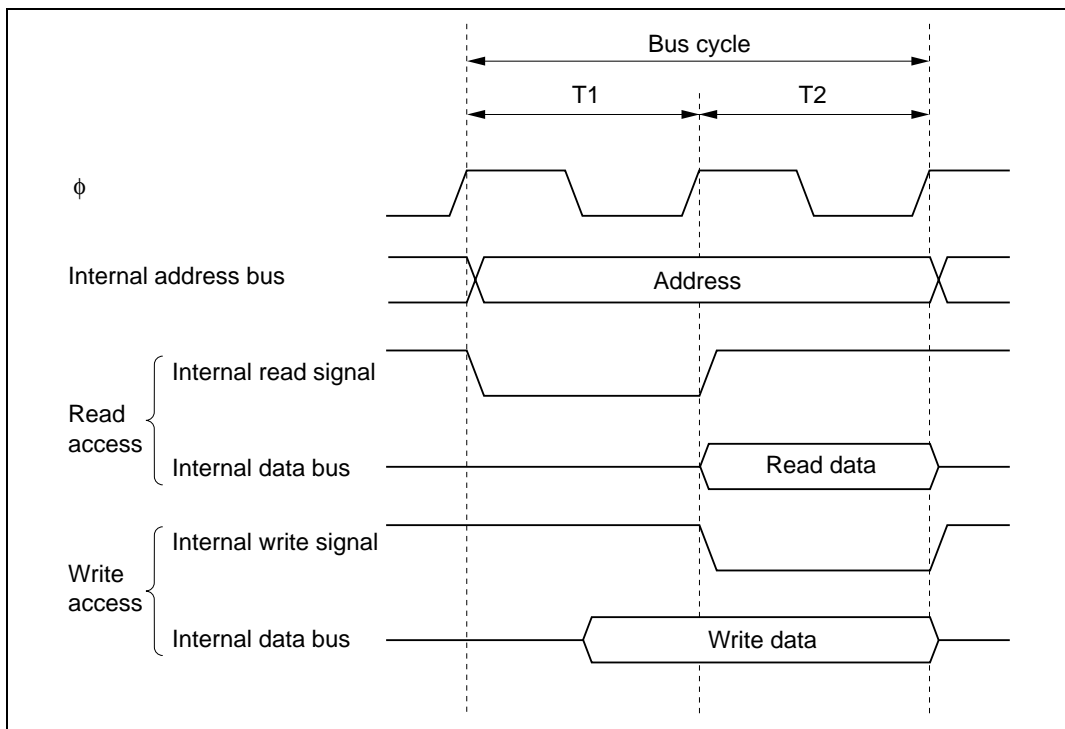 Bus cycle
T1
T2
ϕ
Internal address bus
Address
Read
access
Internal read signal
Internal data bus
Read data
Write
access
Internal write signal
Internal data bus
Write data